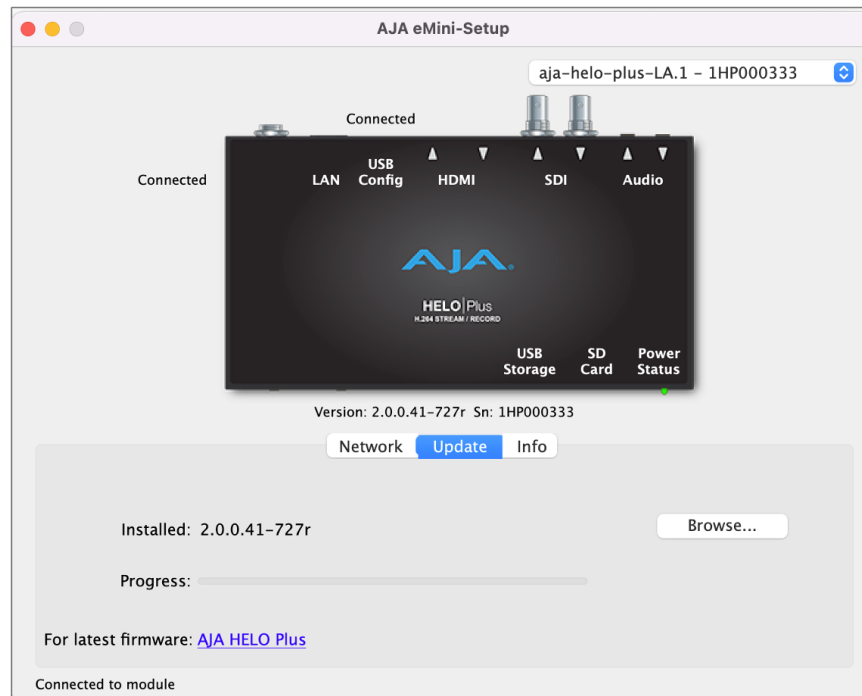 AJA eMini-Setup
aja-helo-plus-LA.1 – 1HP000333
Connected
Connected
LAN
USB
Config
HDMI
SDI
Audio
AJA
HELO|Plus
H.264 STREAM / RECORD
USB
Storage
SD
Card
Power
Status
Version: 2.0.0.41-727r Sn: 1HP000333
Network
Update
Info
Installed: 2.0.0.41-727r
Browse...
Progress:
For latest firmware: AJA HELO Plus
Connected to module